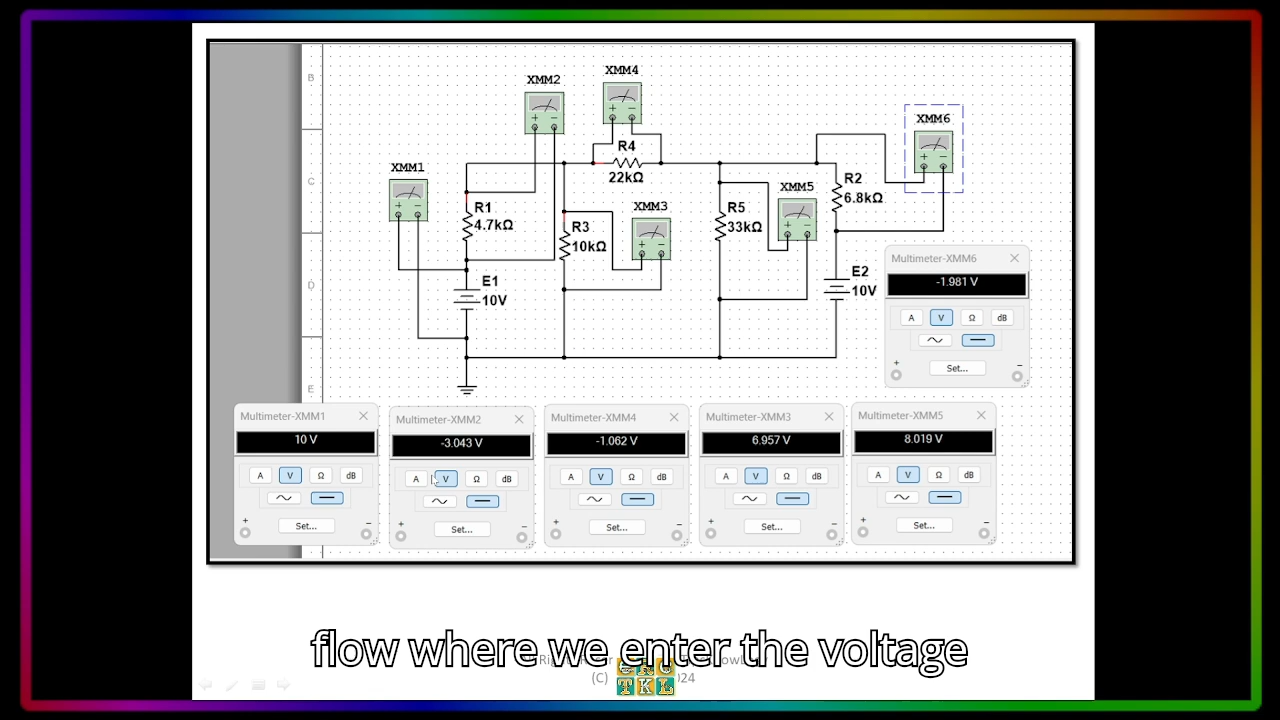 B
C
D
E
XMM1
XMM2
XMM4
XMM6
XMM3
XMM5
R4
22kΩ
R1
4.7kΩ
R3
10kΩ
R5
33kΩ
R2
6.8kΩ
E1
10V
E2
10V
Multimeter-XMM6
-1.981 V
A V Ω dB
Set...
Multimeter-XMM1
10 V
A V Ω dB
Set...
Multimeter-XMM2
-3.043 V
A V Ω dB
Set...
Multimeter-XMM4
-1.062 V
A V Ω dB
Set...
Multimeter-XMM3
6.957 V
A V Ω dB
Set...
Multimeter-XMM5
8.019 V
A V Ω dB
Set...
flow where we enter the voltage
(C)
TKL